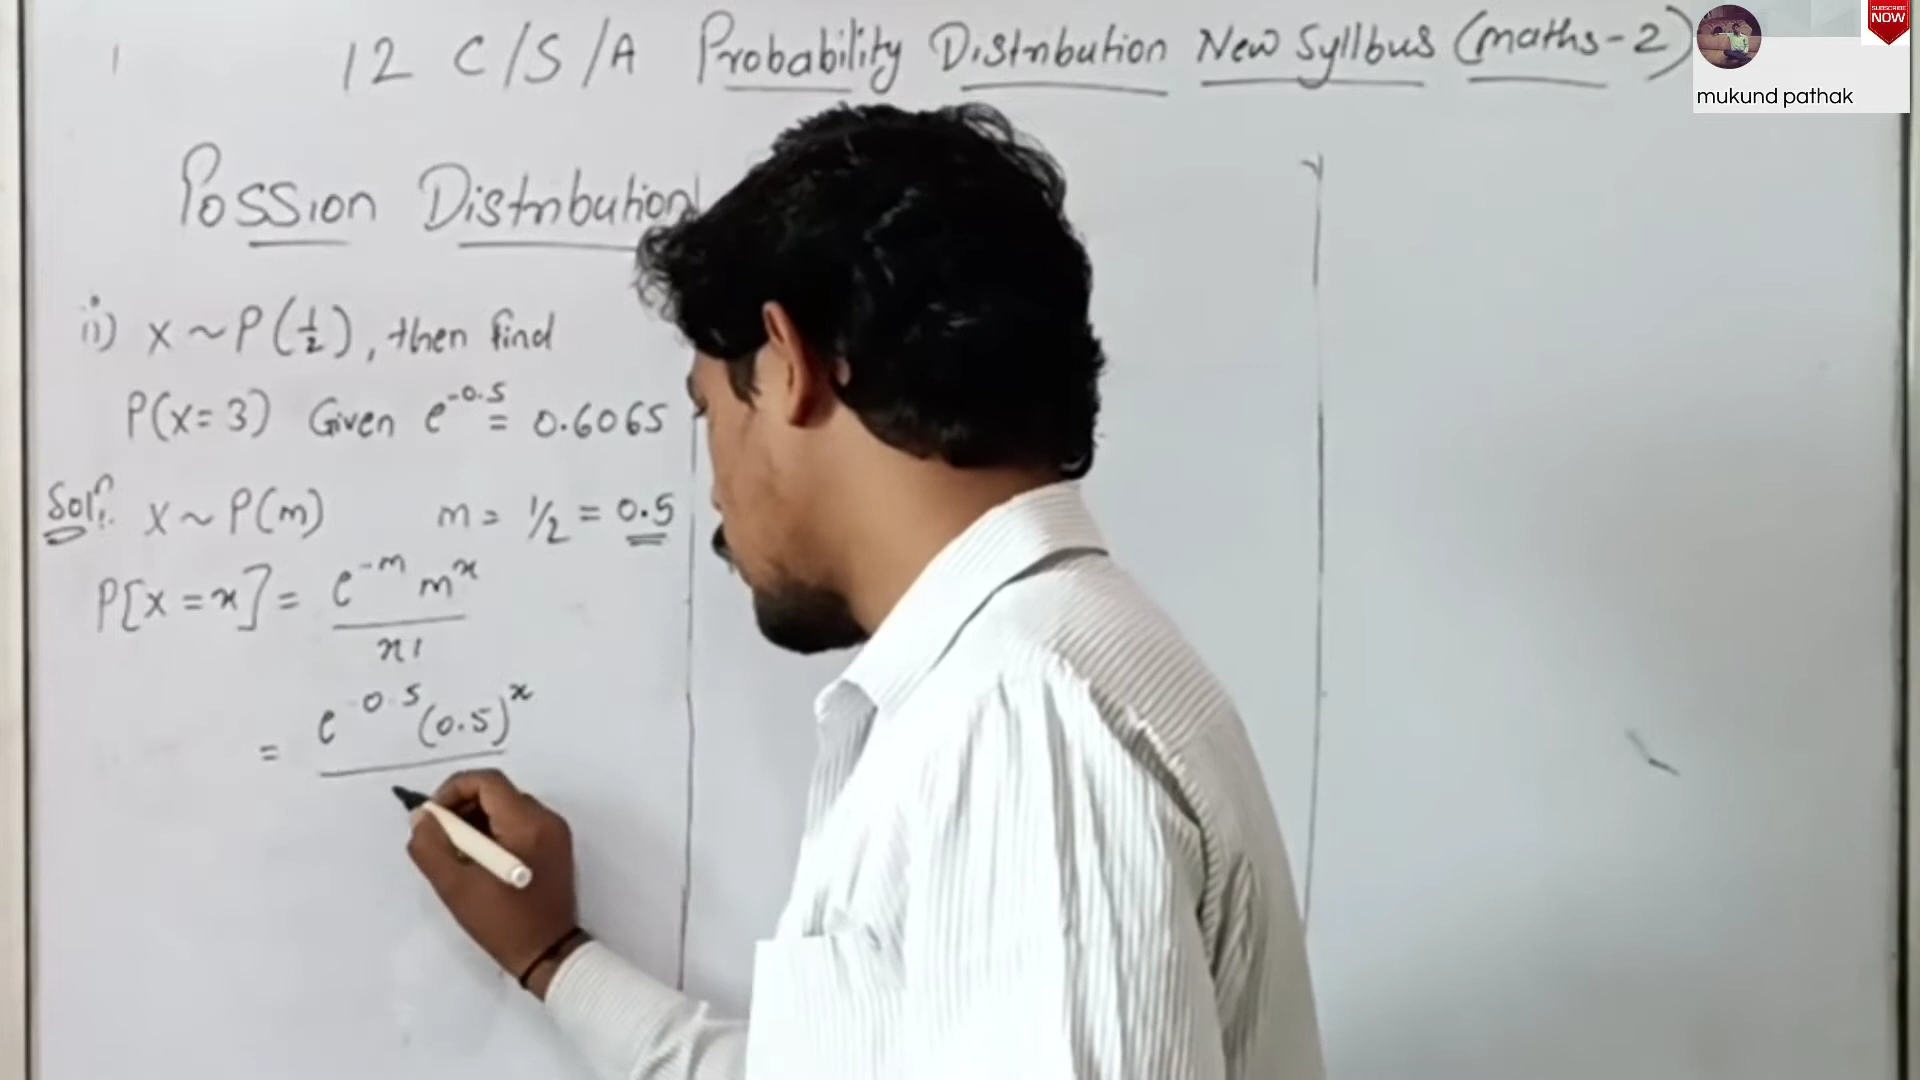 12 C/S/A Probability Distribution New Syllbus (maths-2)
SUBSCRIBE
NOW
mukund pathak
Possion Distribution
ii) X ~ P(1/2), then find
P(X=3) Given e^-0.5 = 0.6065
Solⁿ. X ~ P(m) m = 1/2 = 0.5
P[X = x] = e^-m m^x / x!
= e^-0.5 (0.5)^x